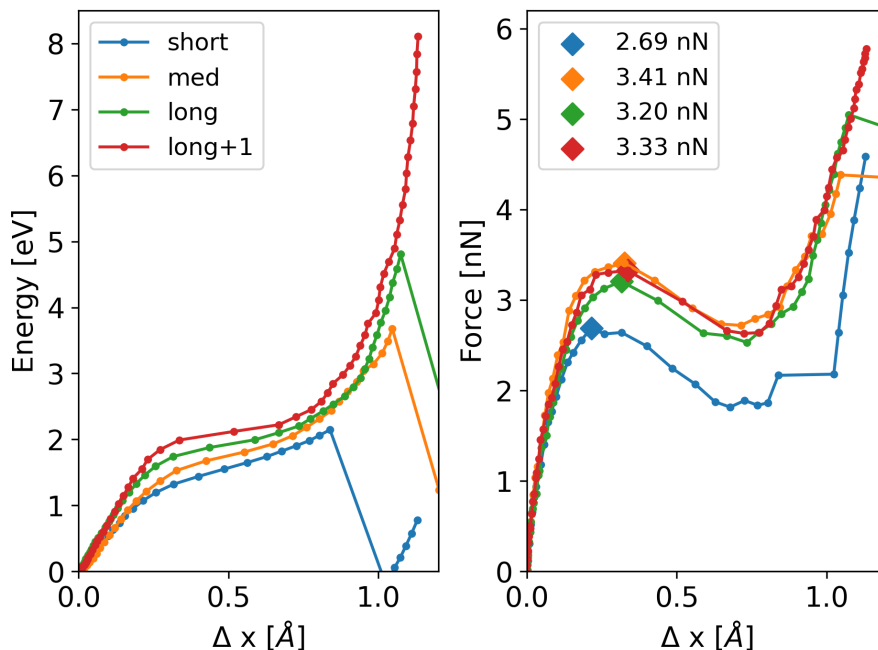 8
7
6
5
4
3
2
1
0
Energy [eV]
short
med
long
long+1
0.0
0.5
1.0
Δ x [Å]
6
5
4
3
2
1
0
Force [nN]
2.69 nN
3.41 nN
3.20 nN
3.33 nN
0.0
0.5
1.0
Δ x [Å]